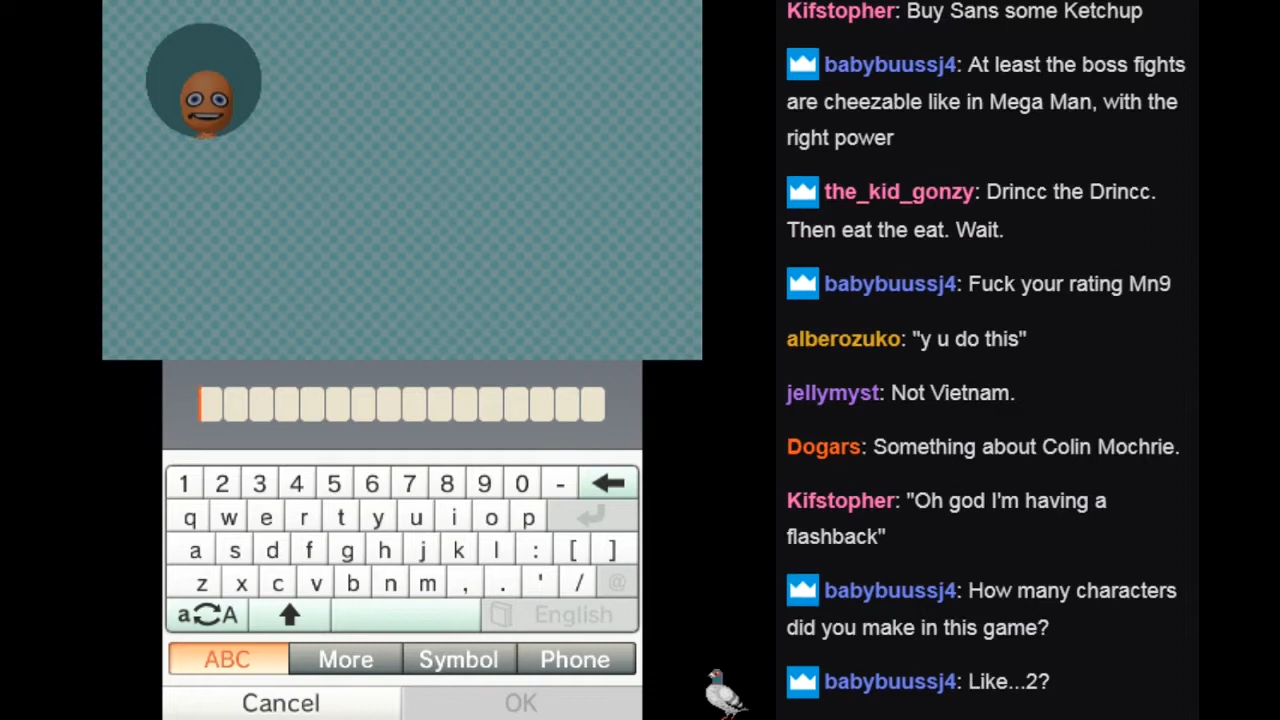 1 2 3 4 5 6 7 8 9 0 -
q w e r t y u i o p
a s d f g h j k l : [ ]
z x c v b n m , . ' / @
a A English
ABC More Symbol Phone
Cancel OK
Kifstopher: Buy Sans some Ketchup
babybuussj4: At least the boss fights
are cheezable like in Mega Man, with the
right power
the_kid_gonzy: Drincc the Drincc.
Then eat the eat. Wait.
babybuussj4: Fuck your rating Mn9
alberozuko: "y u do this"
jellymyst: Not Vietnam.
Dogars: Something about Colin Mochrie.
Kifstopher: "Oh god I'm having a
flashback"
babybuussj4: How many characters
did you make in this game?
babybuussj4: Like...2?